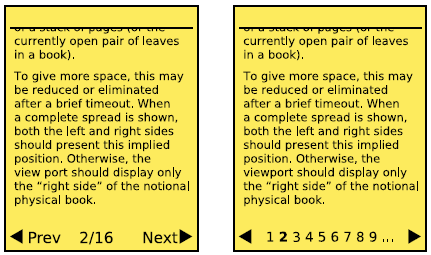 of a stack of pages (or the
currently open pair of leaves
in a book).
To give more space, this may
be reduced or eliminated
after a brief timeout. When
a complete spread is shown,
both the left and right sides
should present this implied
position. Otherwise, the
view port should display only
the “right side” of the notional
physical book.
Prev 2/16 Next
of a stack of pages (or the
currently open pair of leaves
in a book).
To give more space, this may
be reduced or eliminated
after a brief timeout. When
a complete spread is shown,
both the left and right sides
should present this implied
position. Otherwise, the
viewport should display only
the “right side” of the notional
physical book.
1 2 3 4 5 6 7 8 9 ...